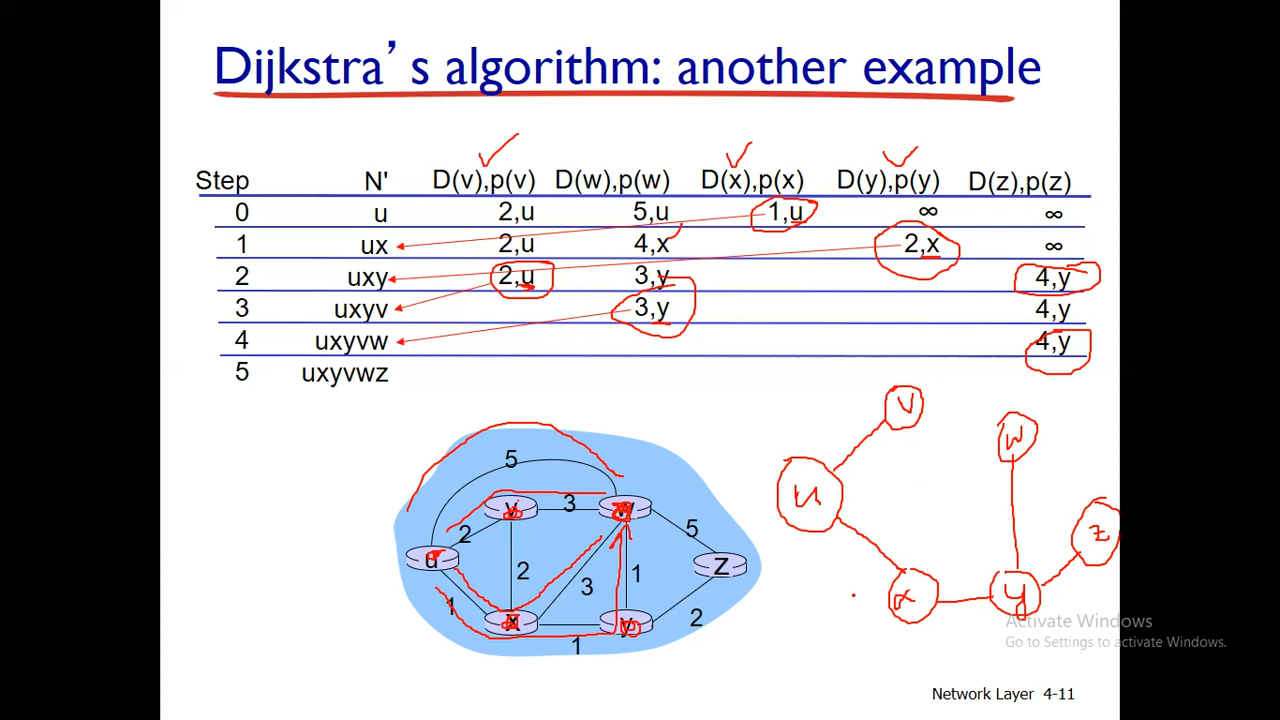 Dijkstra's algorithm: another example
Step N' D(v),p(v) D(w),p(w) D(x),p(x) D(y),p(y) D(z),p(z)
0 u 2,u 5,u 1,u ∞ ∞
1 ux 2,u 4,x 2,x ∞
2 uxy 2,u 3,y 4,y
3 uxyv 3,y 4,y
4 uxyvw 4,y
5 uxyvwz
v
w
5
u
v 3 w
z
2
5
u
2
3
1
z
1
x
y
2
x
y
1
Activate Windows
Go to Settings to activate Windows.
Network Layer 4-11